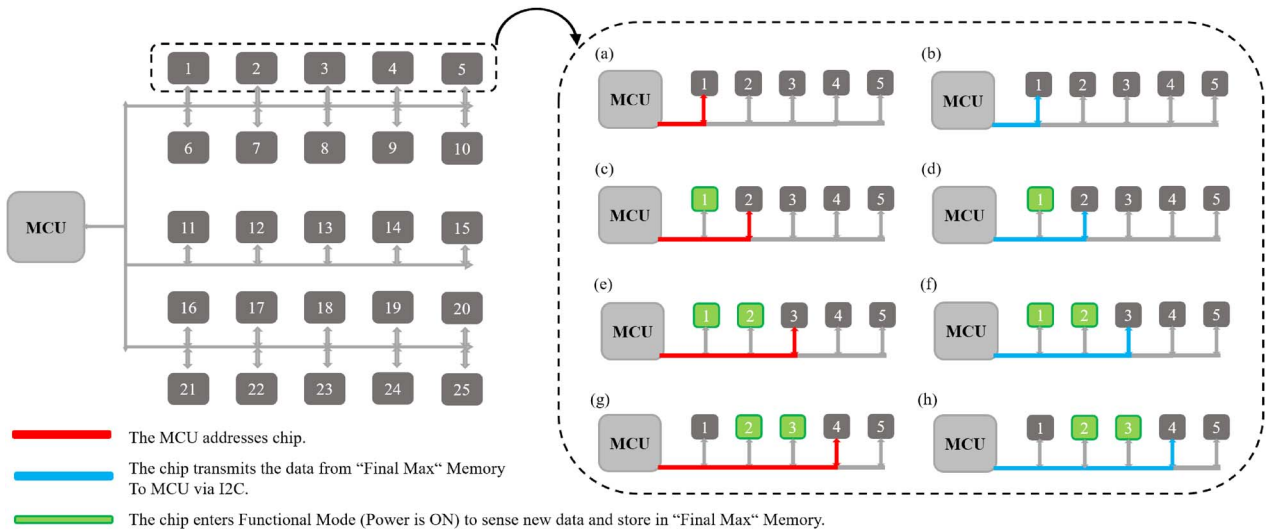 1 2 3 4 5
6 7 8 9 10
MCU
11 12 13 14 15
16 17 18 19 20
21 22 23 24 25
(a)
MCU 1 2 3 4 5
(b)
MCU 1 2 3 4 5
(c)
MCU 1 2 3 4 5
(d)
MCU 1 2 3 4 5
(e)
MCU 1 2 3 4 5
(f)
MCU 1 2 3 4 5
(g)
MCU 1 2 3 4 5
(h)
MCU 1 2 3 4 5
The MCU addresses chip.
The chip transmits the data from “Final Max“ Memory
To MCU via I2C.
The chip enters Functional Mode (Power is ON) to sense new data and store in “Final Max“ Memory.